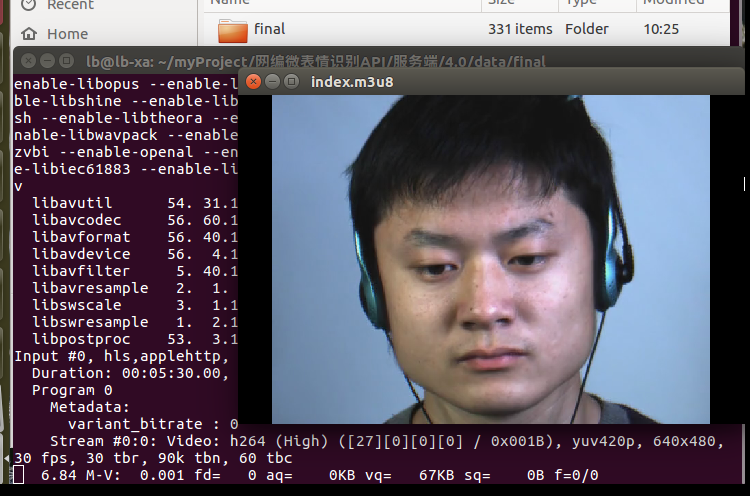 Recent
Home
Name
Size
Type
Modified
final
331 items
Folder
10:25
lb@lb-xa: ~/myProject/网编微表情识别API/服务端/4.0/data/final
index.m3u8
enable-libopus --enable-l
ble-libshine --enable-lib
sh --enable-libtheora --e
nable-libwavpack --enable
zvbi --enable-openal --en
e-libiec61883 --enable-li
v
libavutil 54. 31.1
libavcodec 56. 60.1
libavformat 56. 40.1
libavdevice 56. 4.1
libavfilter 5. 40.1
libavresample 2. 1.
libswscale 3. 1.1
libswresample 1. 2.1
libpostproc 53. 3.1
Input #0, hls,applehttp,
Duration: 00:05:30.00,
Program 0
Metadata:
variant_bitrate : 0
Stream #0:0: Video: h264 (High) ([27][0][0][0] / 0x001B), yuv420p, 640x480,
30 fps, 30 tbr, 90k tbn, 60 tbc
6.84 M-V: 0.001 fd= 0 aq= 0KB vq= 67KB sq= 0B f=0/0